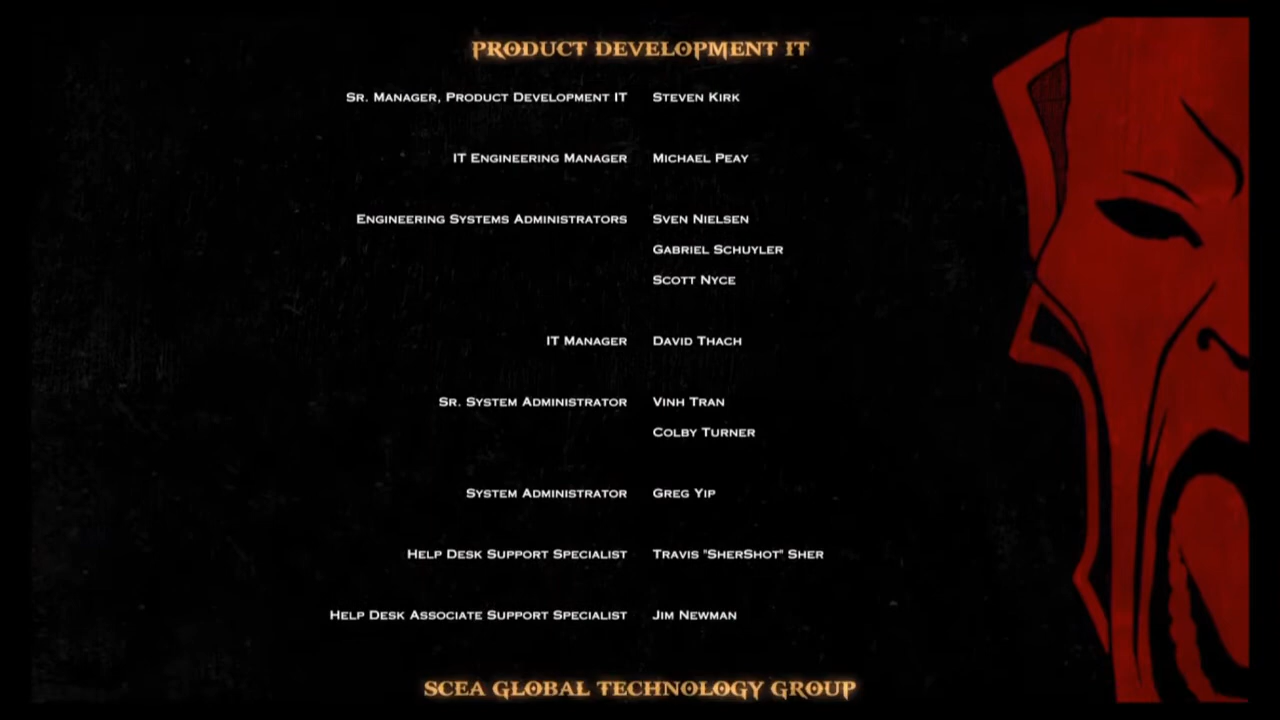 PRODUCT DEVELOPMENT IT
SR. MANAGER, PRODUCT DEVELOPMENT IT STEVEN KIRK
IT ENGINEERING MANAGER MICHAEL PEAY
ENGINEERING SYSTEMS ADMINISTRATORS SVEN NIELSEN
GABRIEL SCHUYLER
SCOTT NYCE
IT MANAGER DAVID THACH
SR. SYSTEM ADMINISTRATOR VINH TRAN
COLBY TURNER
SYSTEM ADMINISTRATOR GREG YIP
HELP DESK SUPPORT SPECIALIST TRAVIS "SHERSHOT" SHER
HELP DESK ASSOCIATE SUPPORT SPECIALIST JIM NEWMAN
SCEA GLOBAL TECHNOLOGY GROUP